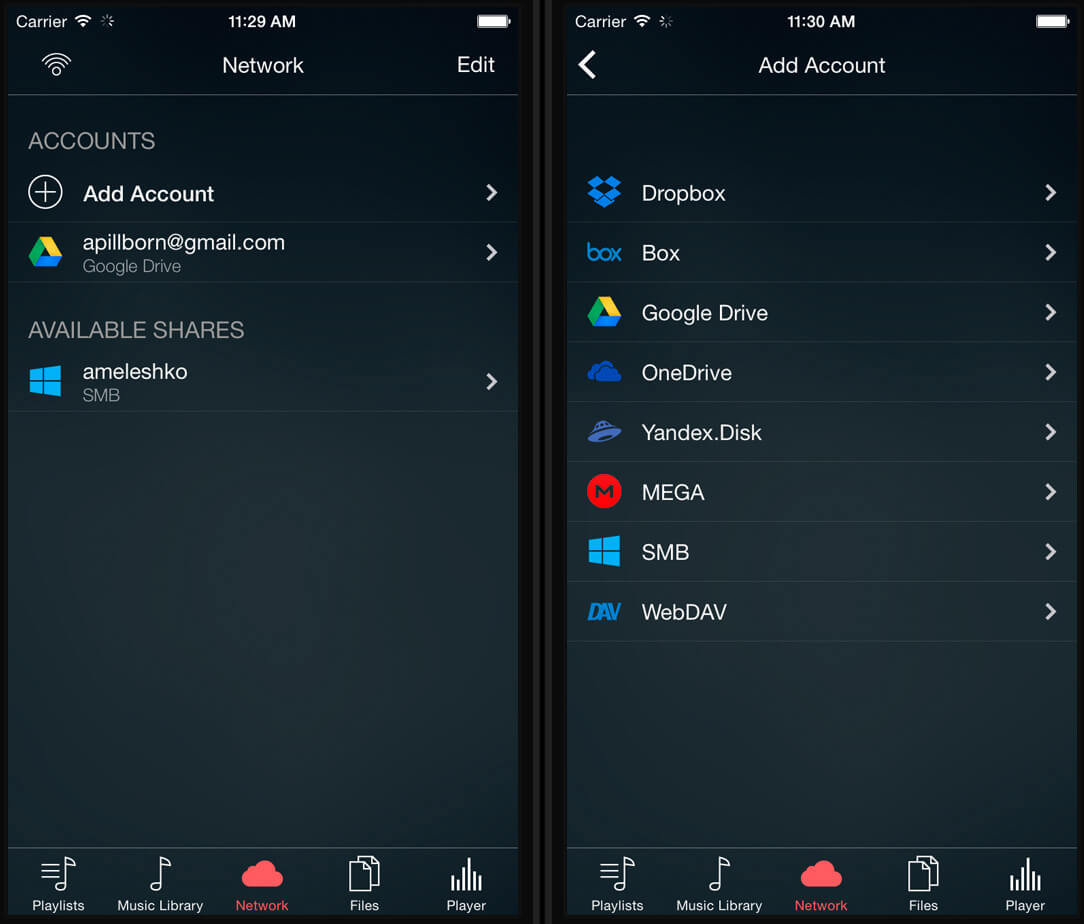 Carrier 11:29 AM
Network Edit
ACCOUNTS
Add Account
apillborn@gmail.com
Google Drive
AVAILABLE SHARES
ameleshko
SMB
Playlists Music Library Network Files Player
Carrier 11:30 AM
Add Account
Dropbox
box Box
Google Drive
OneDrive
Yandex.Disk
M MEGA
SMB
DAV WebDAV
Playlists Music Library Network Files Player